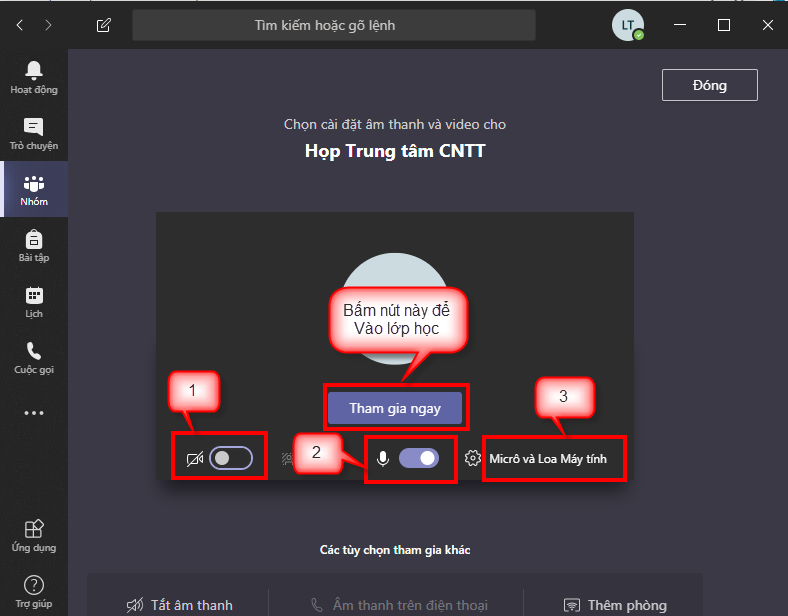 Tìm kiếm hoặc gõ lệnh
LT
Hoạt động
Trò chuyện
Nhóm
Bài tập
Lịch
Cuộc gọi
Ứng dụng
Trợ giúp
Đóng
Chọn cài đặt âm thanh và video cho
Họp Trung tâm CNTT
Bấm nút này để
Vào lớp học
Tham gia ngay
1
2
3
Micrô và Loa Máy tính
Các tùy chọn tham gia khác
Tắt âm thanh
Âm thanh trên điện thoại
Thêm phòng